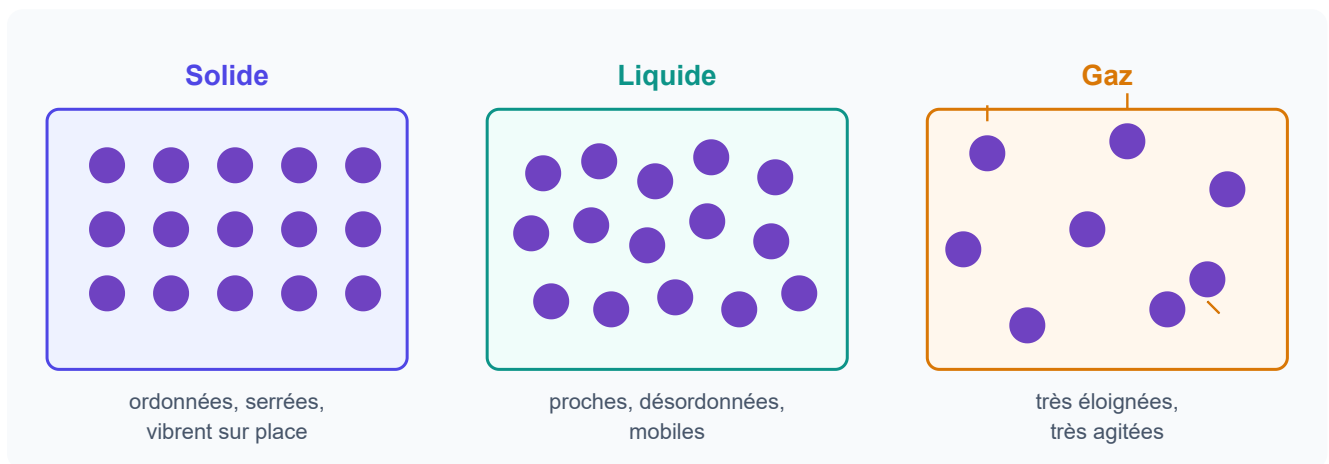 Solide
ordonnées, serrées,
vibrent sur place
Liquide
proches, désordonnées,
mobiles
Gaz
très éloignées,
très agitées